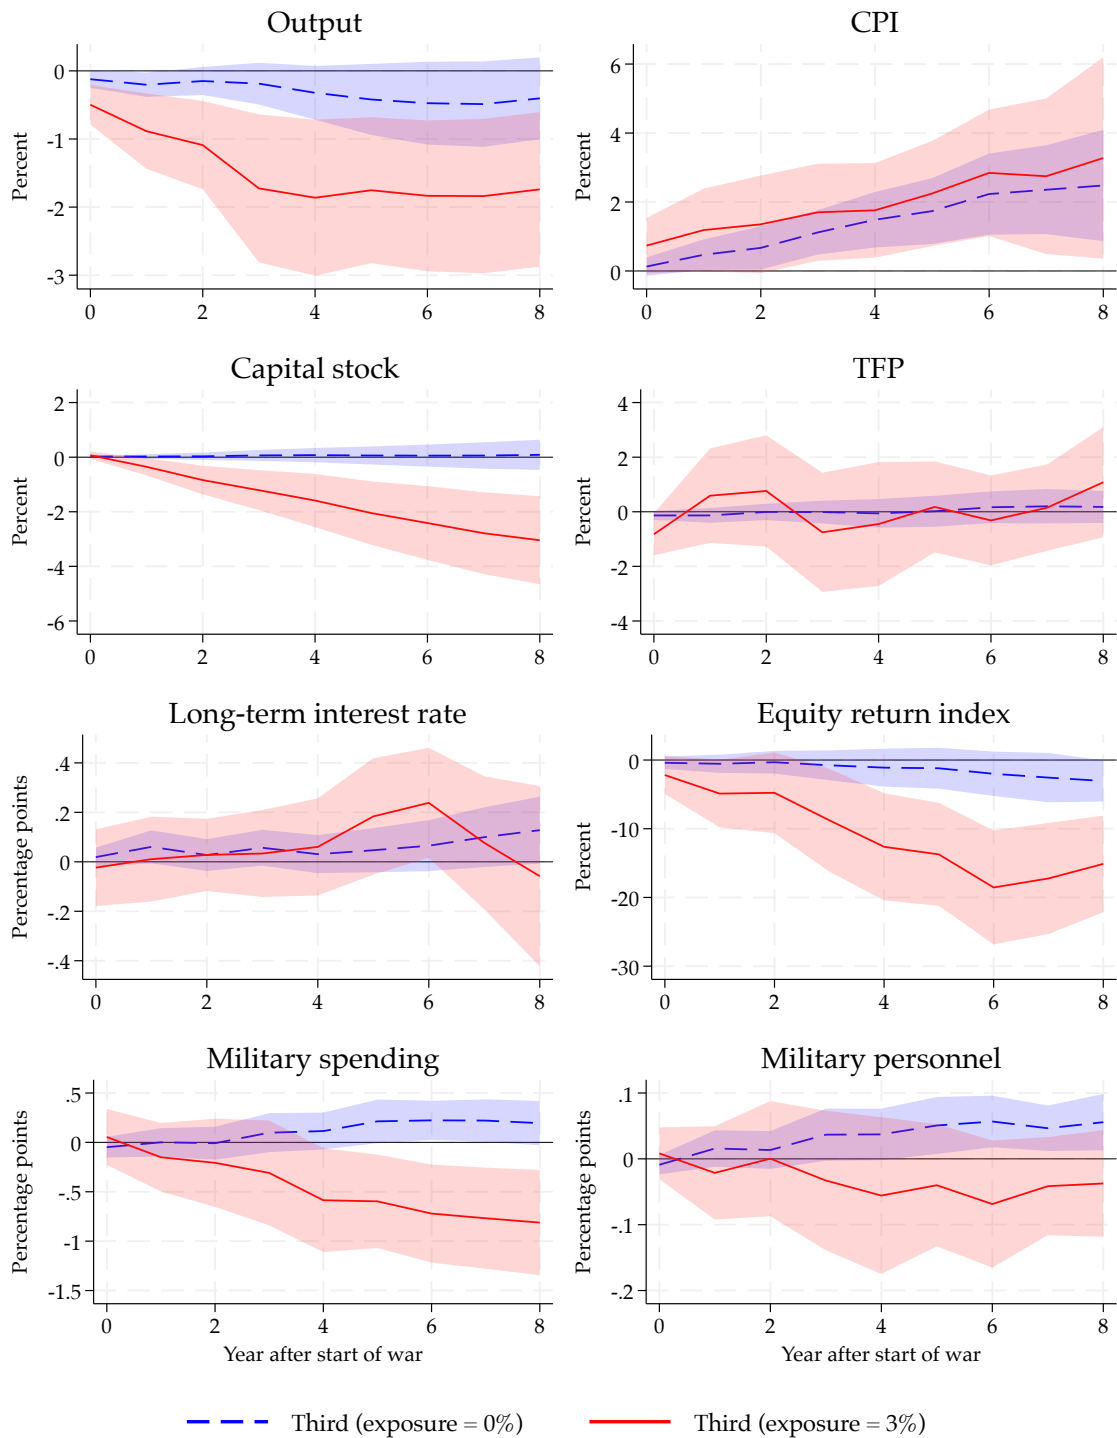 Output
CPI
Percent
0
-1
-2
-3
0 2 4 6 8
Percent
6
4
2
0
0 2 4 6 8
Capital stock
TFP
Percent
2
0
-2
-4
-6
0 2 4 6 8
Percent
4
2
0
-2
-4
0 2 4 6 8
Long-term interest rate
Equity return index
Percentage points
.4
.2
0
-.2
-.4
0 2 4 6 8
Percent
0
-10
-20
-30
0 2 4 6 8
Military spending
Military personnel
Percentage points
.5
0
-.5
-1
-1.5
0 2 4 6 8
Year after start of war
Percentage points
.1
0
-.1
-.2
0 2 4 6 8
Year after start of war
Third (exposure = 0%)
Third (exposure = 3%)